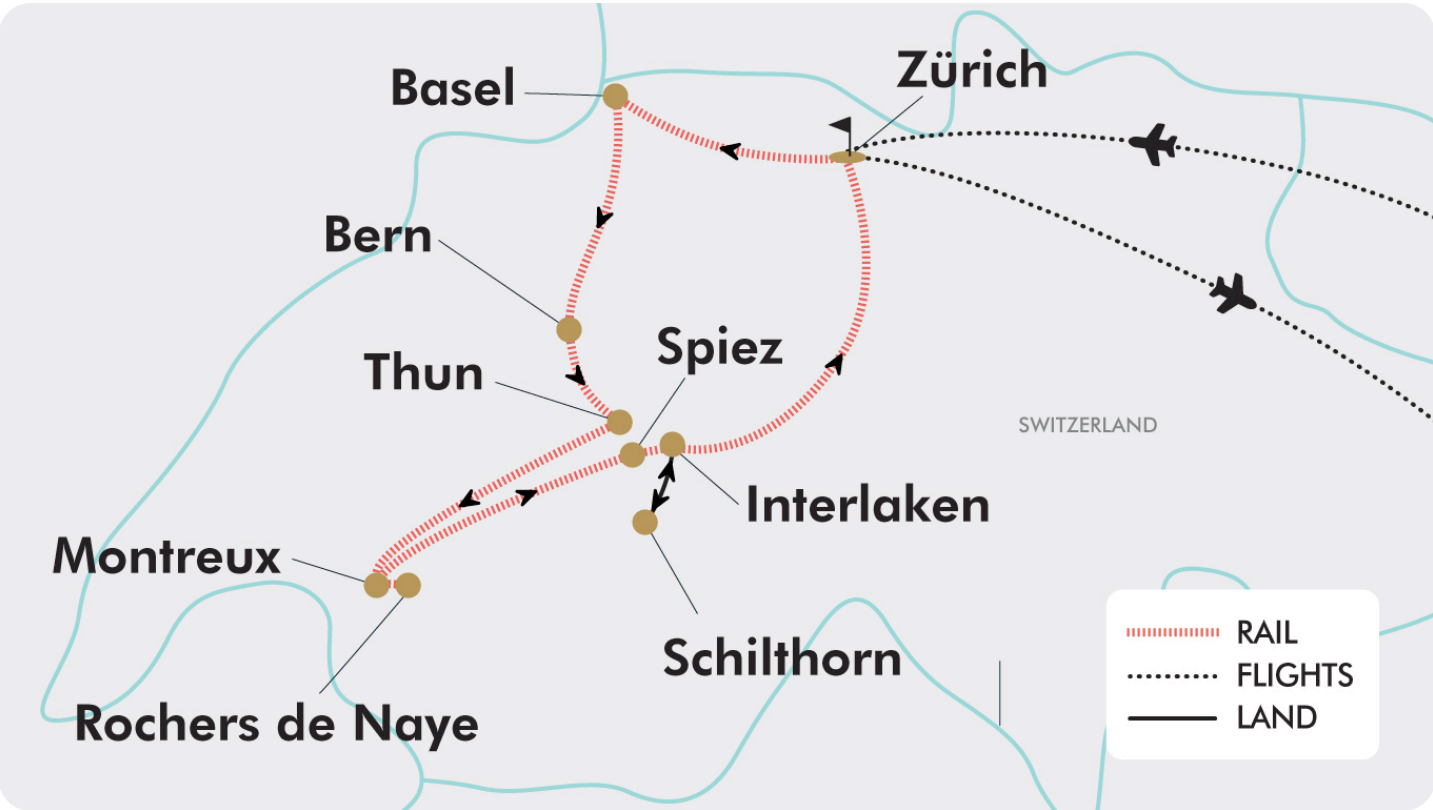 Zürich
Basel
Bern
Spiez
Thun
SWITZERLAND
Interlaken
Montreux
Schilthorn
Rochers de Naye
RAIL
FLIGHTS
LAND